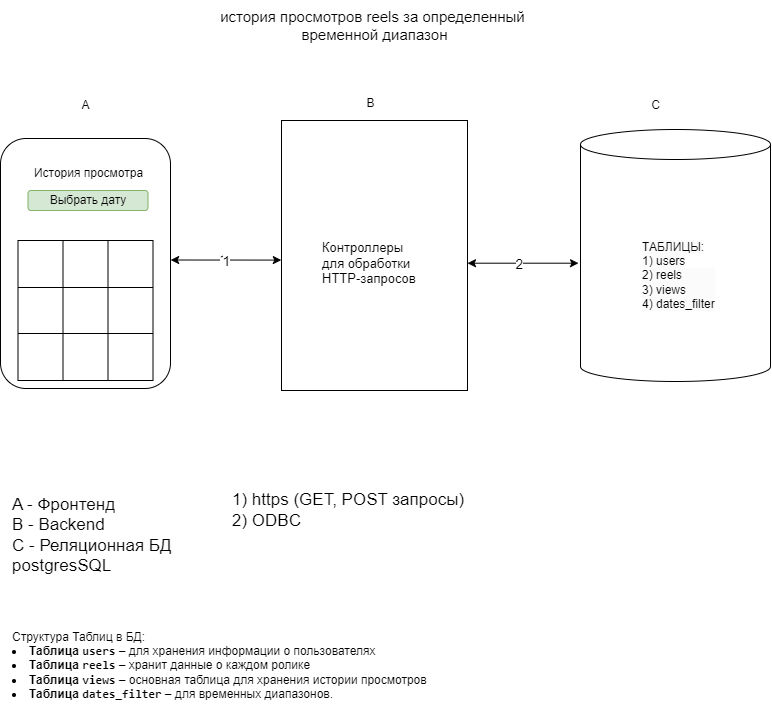 история просмотров reels за определенный
временной диапазон
A
B
C
История просмотра
Выбрать дату
1
Контроллеры
для обработки
HTTP-запросов
2
ТАБЛИЦЫ:
1) users
2) reels
3) views
4) dates_filter
A - Фронтенд
B - Backend
C - Реляционная БД
postgresSQL
1) https (GET, POST запросы)
2) ODBC
Структура Таблиц в БД:
• Таблица users – для хранения информации о пользователях
• Таблица reels – хранит данные о каждом ролике
• Таблица views – основная таблица для хранения истории просмотров
• Таблица dates_filter – для временных диапазонов.